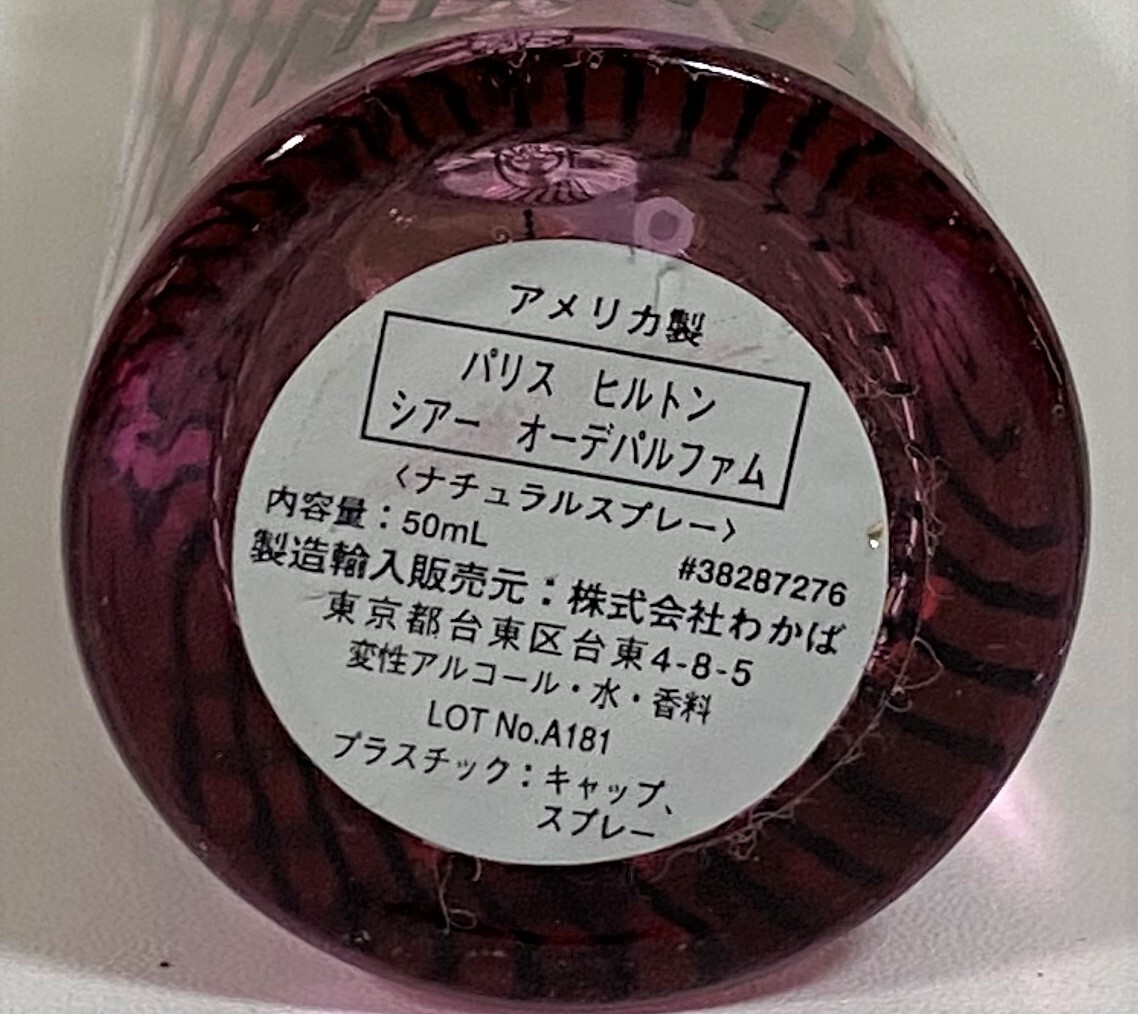 アメリカ製
パリス ヒルトン
シアー オーデパルファム
〈ナチュラルスプレー〉
内容量：50mL
#38287276
製造輸入販売元：株式会社わかば
東京都台東区台東4-8-5
変性アルコール・水・香料
LOT No.A181
プラスチック：キャップ、
スプレー